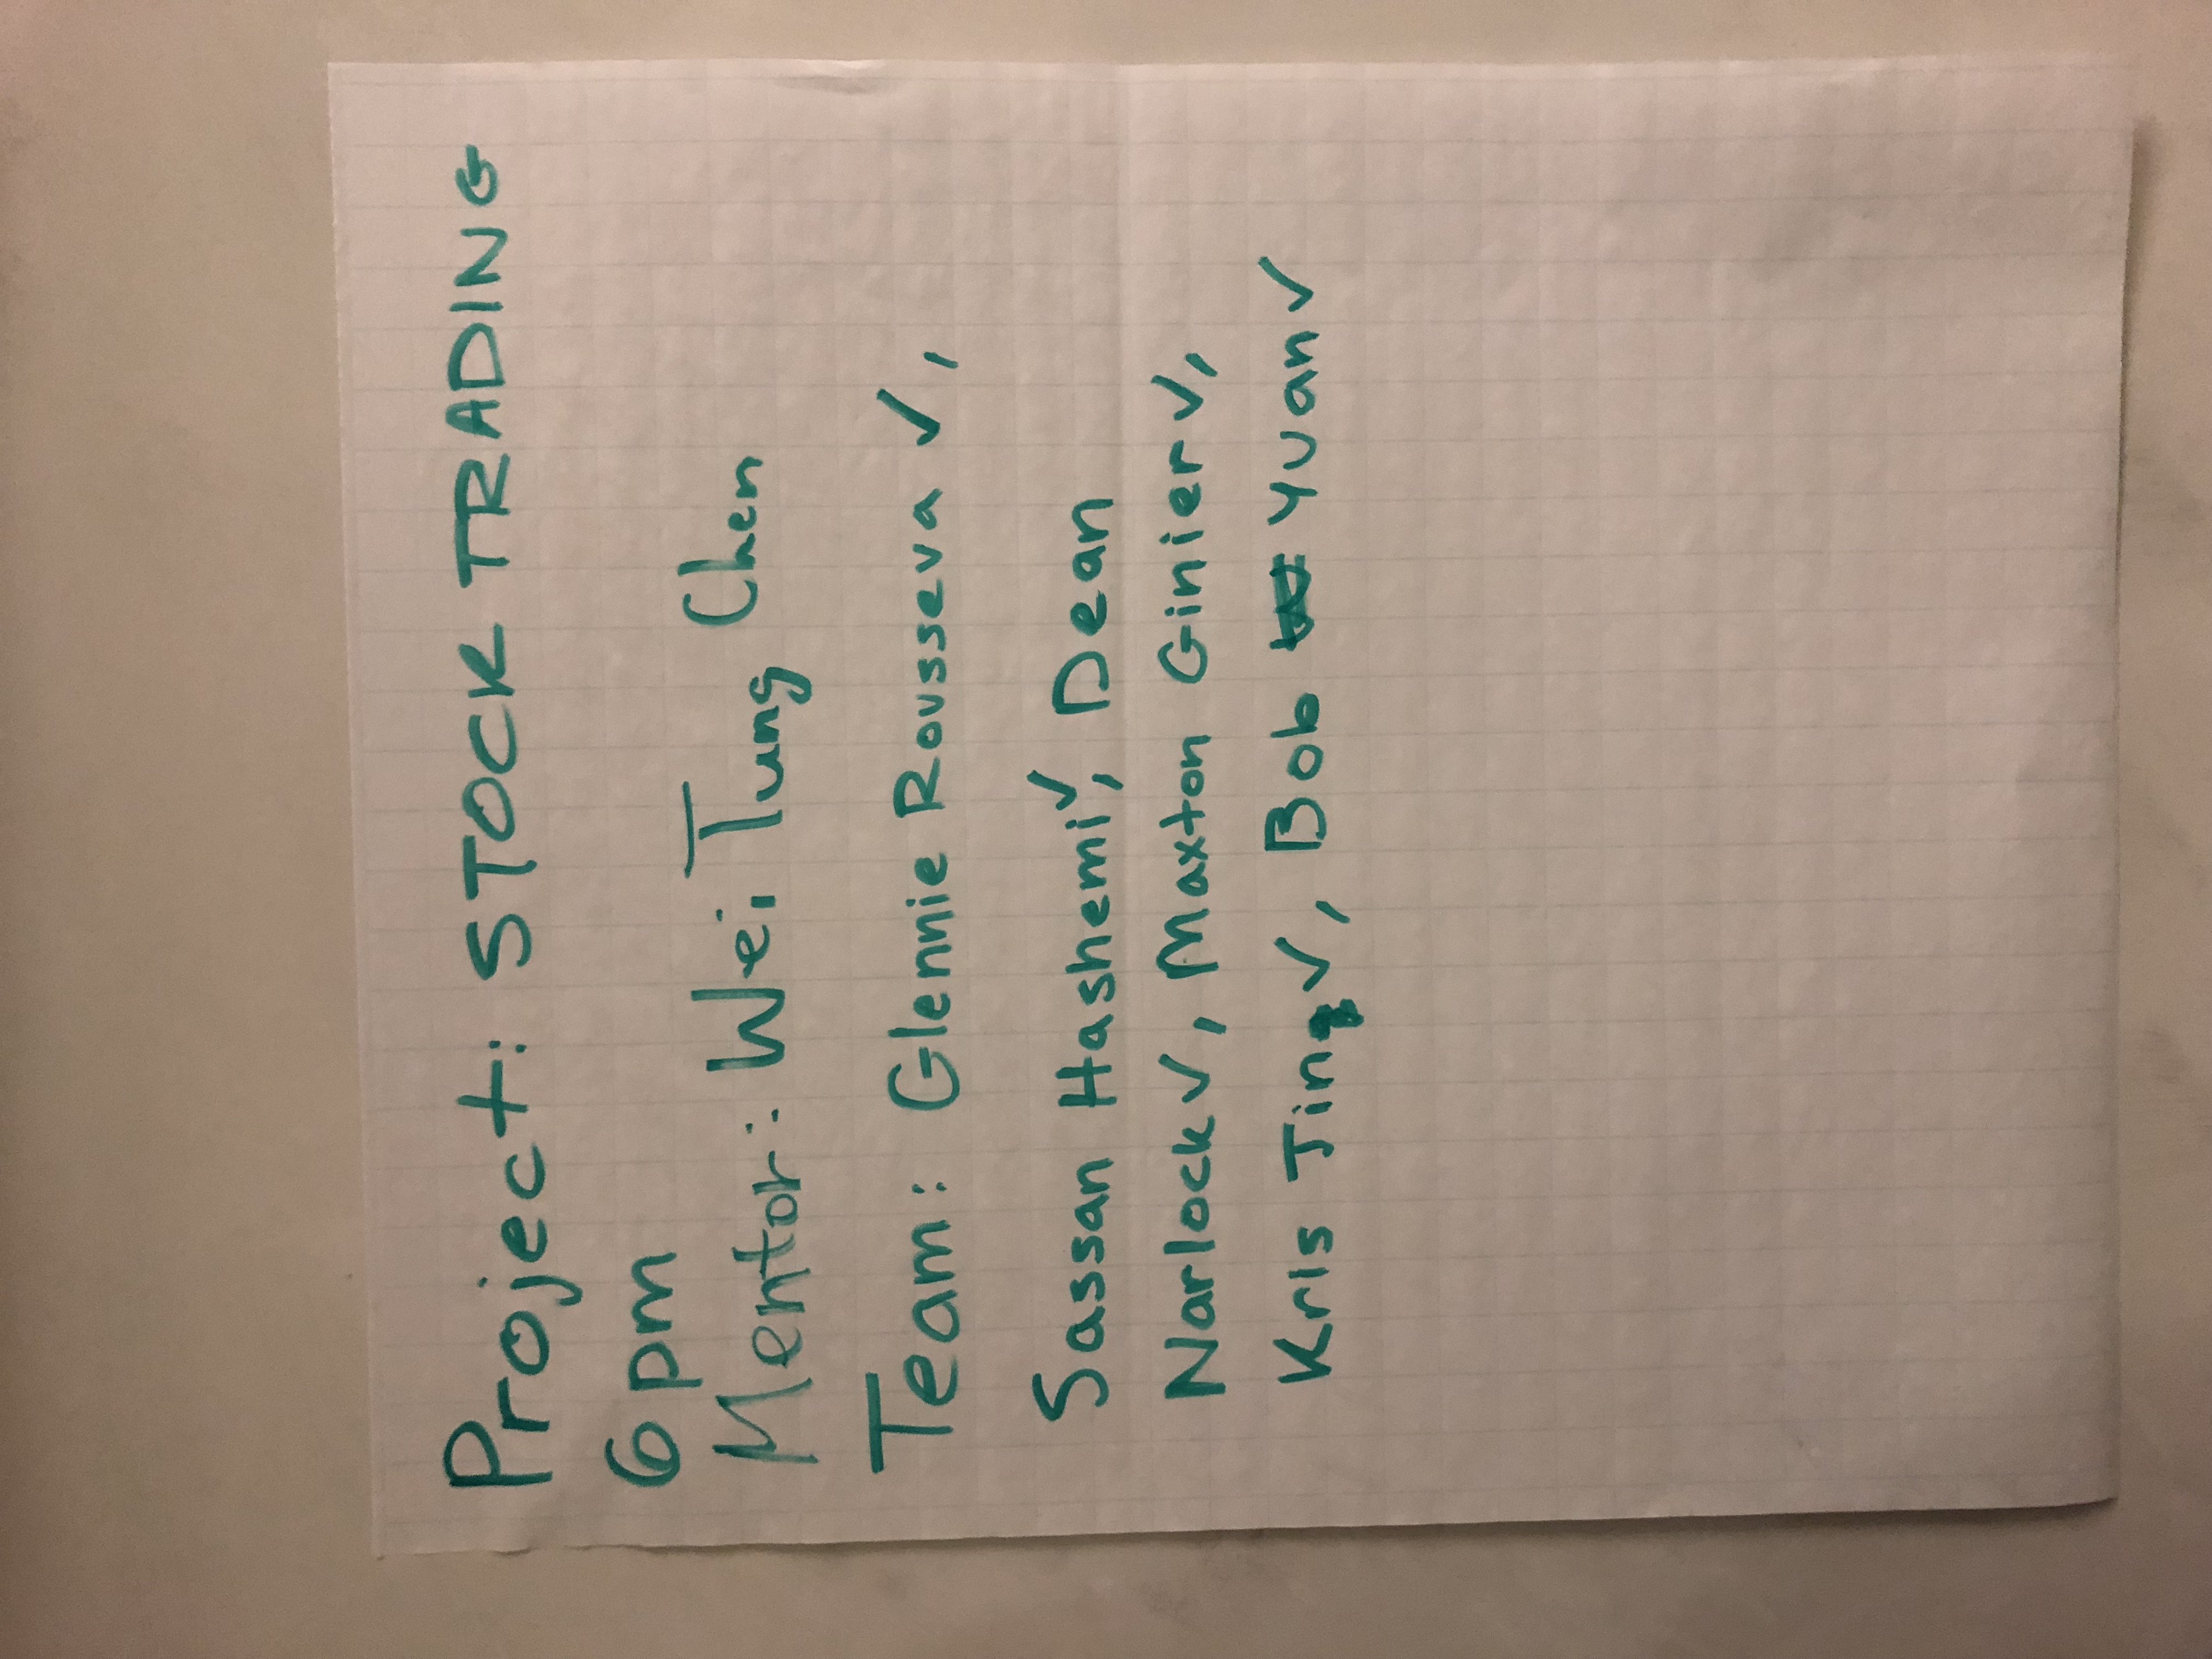 Project: STOCK TRADING
6 pm
Mentor: Wei Tung Chen
Team: Glennie Rousseva ✓,
Sassan Hashemi ✓, Dean
Narlock ✓, Maxton Ginier ✓,
Kris Jing ✓, Bob Yuan ✓